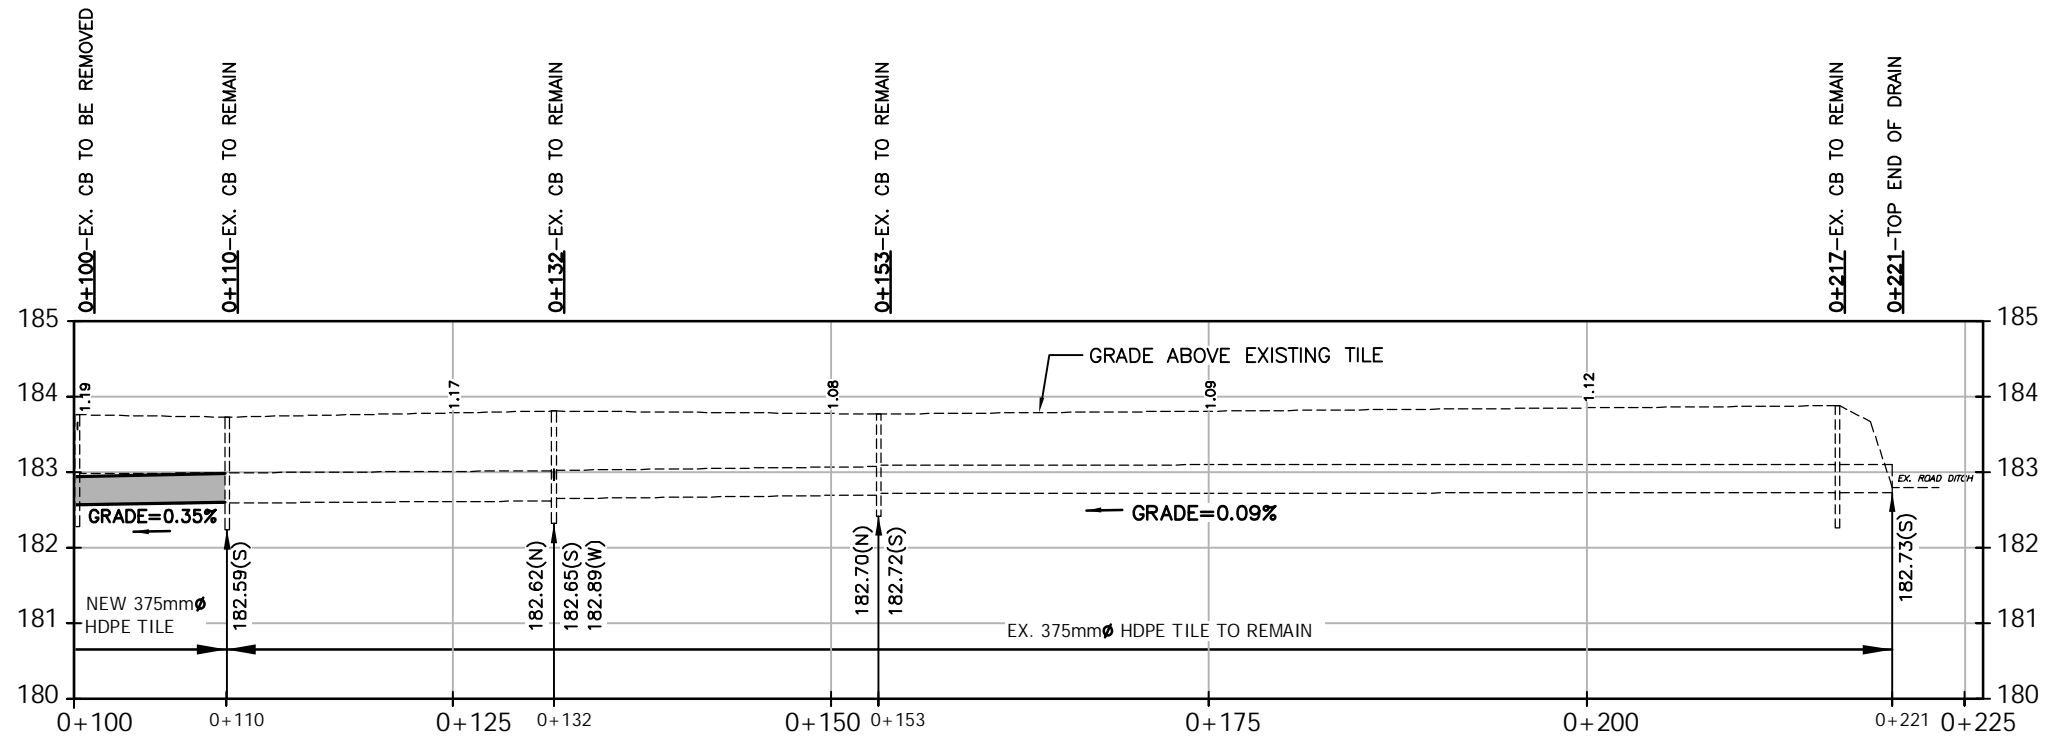 0+100-EX. CB TO BE REMOVED
0+110-EX. CB TO REMAIN
0+132-EX. CB TO REMAIN
0+153-EX. CB TO REMAIN
0+217-EX. CB TO REMAIN
0+221-TOP END OF DRAIN
185
185
GRADE ABOVE EXISTING TILE
184
1.19
1.17
1.08
1.09
1.12
184
183
183
EX. ROAD DITCH
GRADE=0.35%
GRADE=0.09%
182
182
182.59(S)
182.62(N)
182.65(S)
182.89(W)
182.70(N)
182.72(S)
182.73(S)
NEW 375mmø
HDPE TILE
181
181
EX. 375mmø HDPE TILE TO REMAIN
180
180
0+100
0+110
0+125
0+132
0+150
0+153
0+175
0+200
0+221
0+225